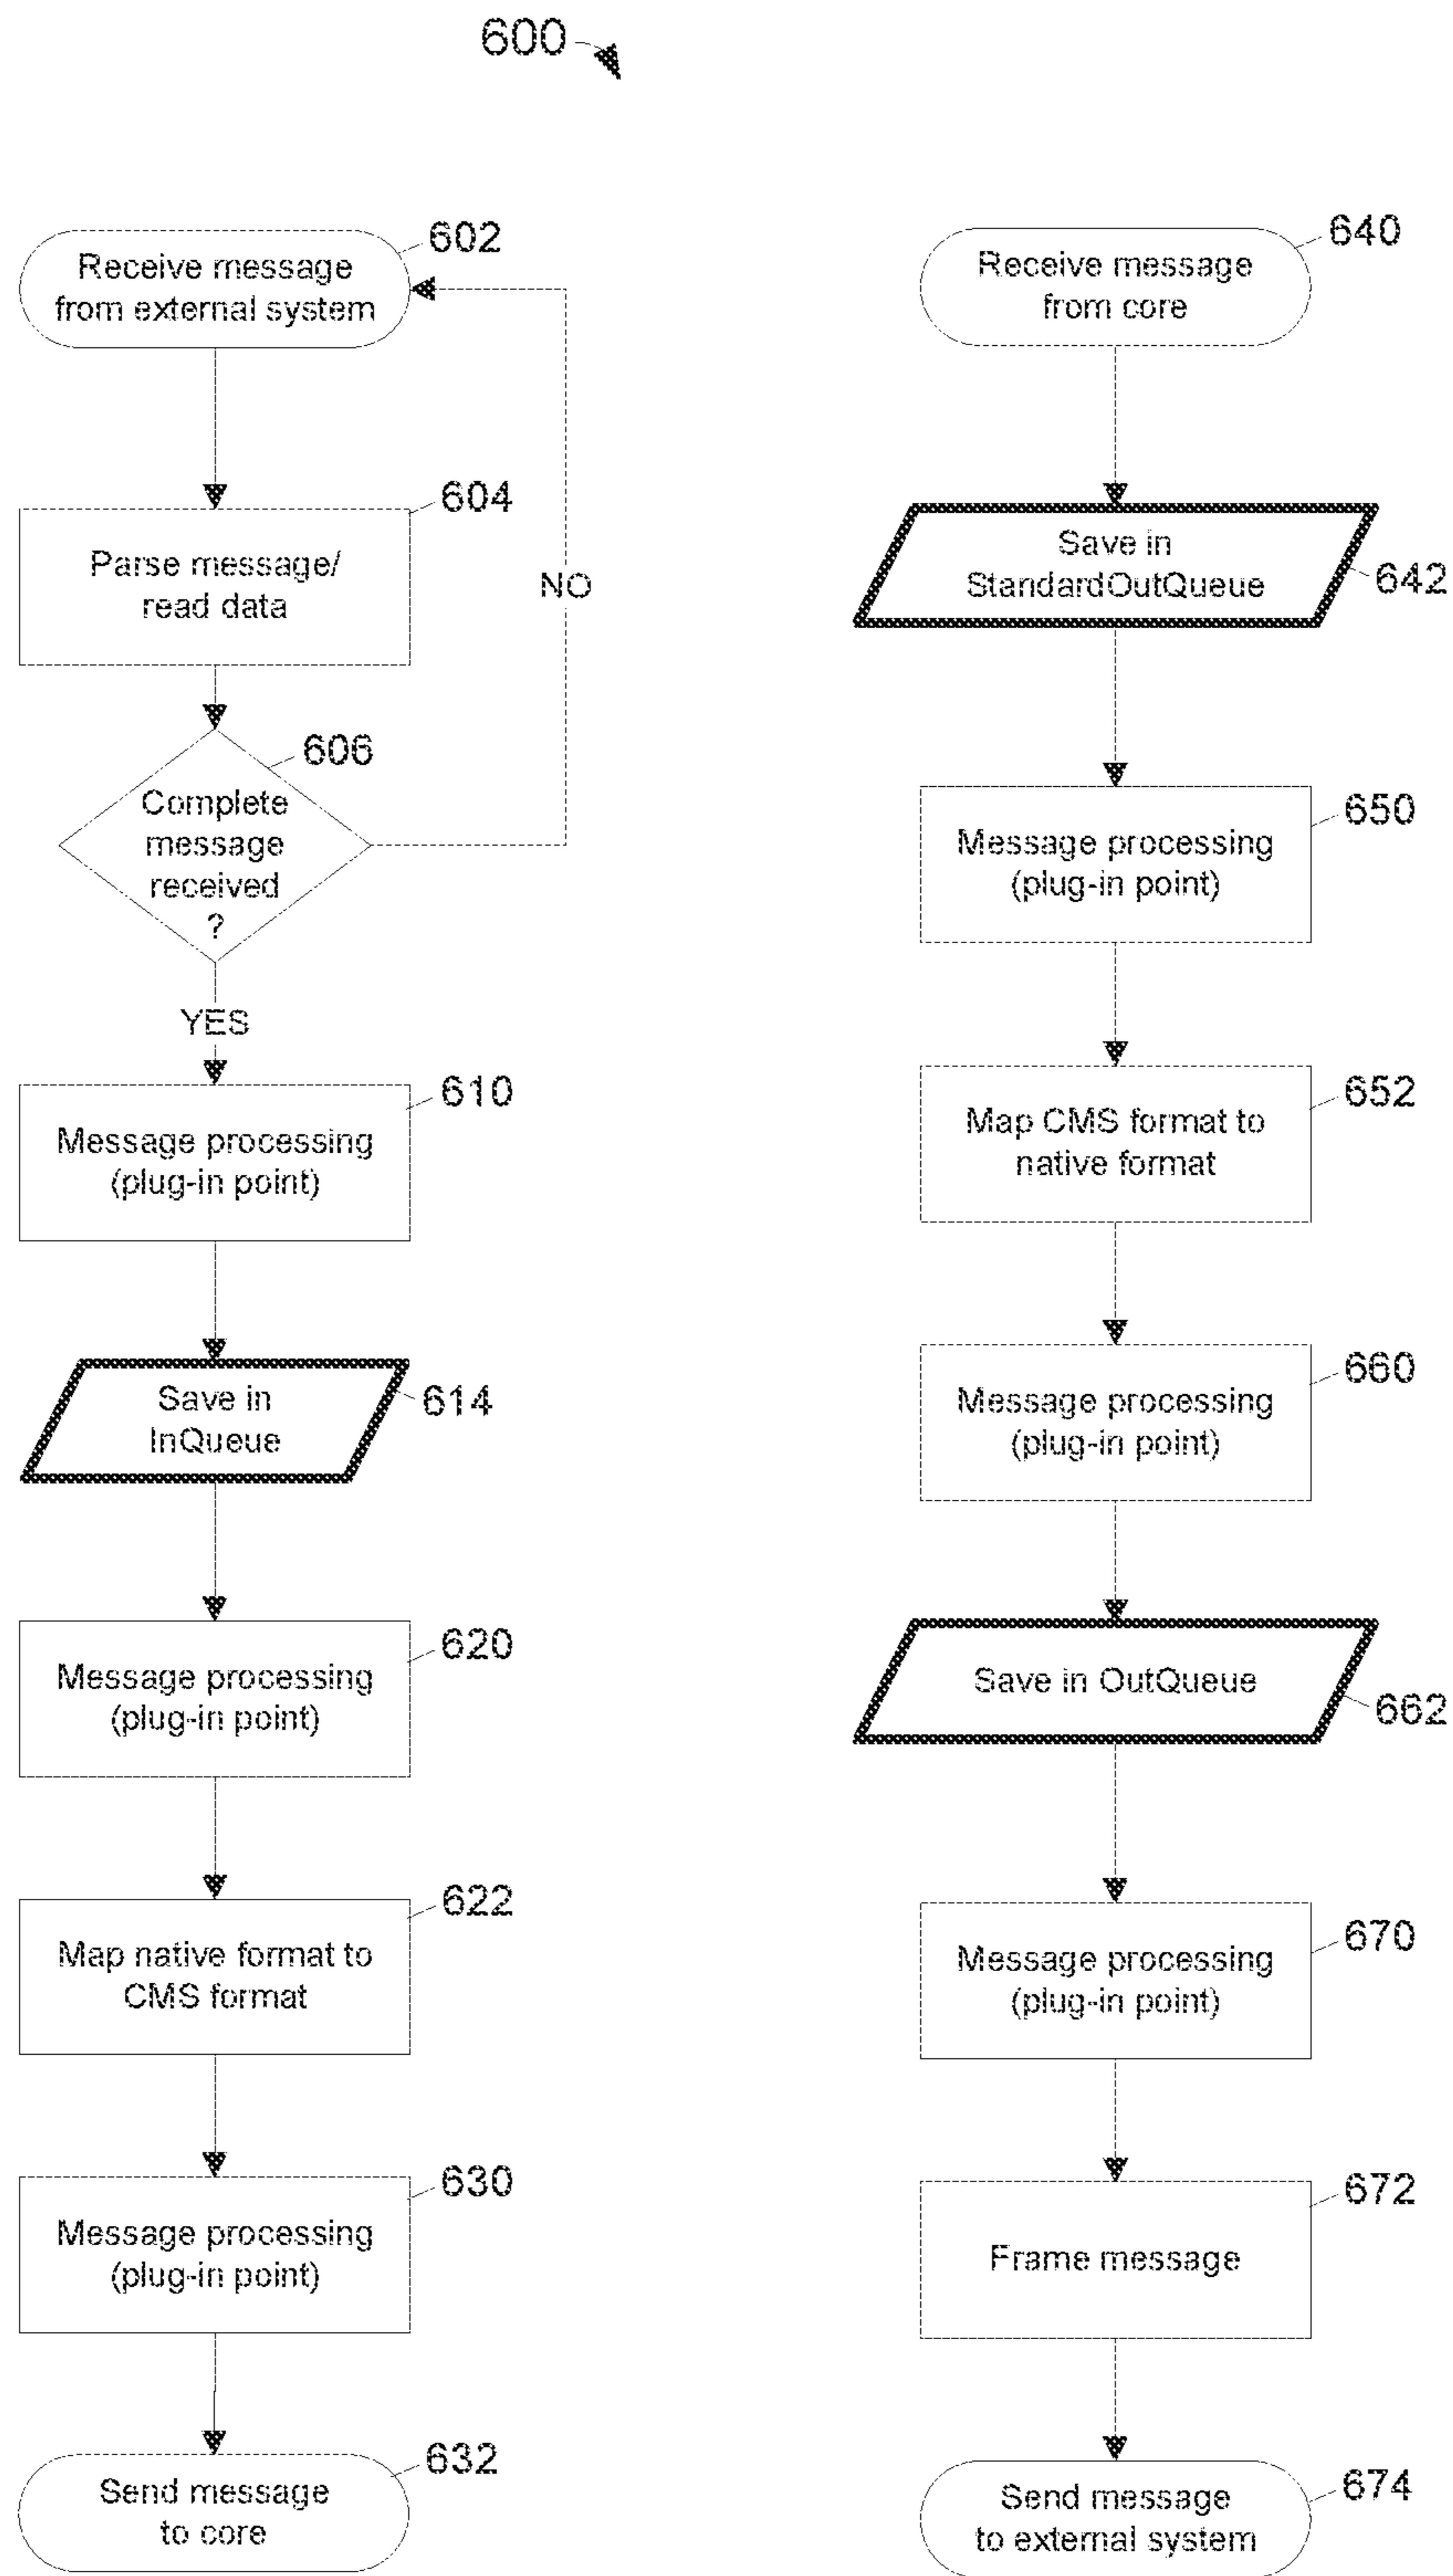 600
602
Receive message
from external system
604
Parse message/
read data
NO
606
Complete
message
received
?
YES
610
Message processing
(plug-in point)
614
Save in
InQueue
620
Message processing
(plug-in point)
622
Map native format to
CMS format
630
Message processing
(plug-in point)
632
Send message
to core
640
Receive message
from core
Save in
StandardOutQueue
642
650
Message processing
(plug-in point)
652
Map CMS format to
native format
660
Message processing
(plug-in point)
Save in OutQueue
662
670
Message processing
(plug-in point)
672
Frame message
674
Send message
to external system